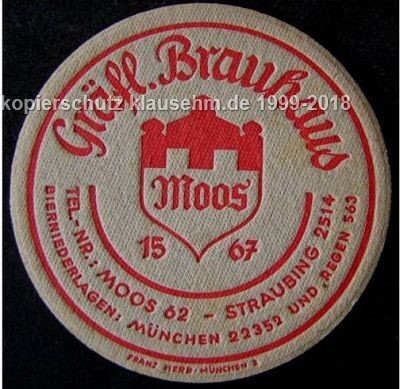 Gräfl. Brauhaus
kopierschutz klausehm.de 1999-2018
Moos
15 67
TEL.-NR.: MOOS 62 - STRAUBING 2514
BIERNIEDERLAGEN: MÜNCHEN 22352 UND REGEN 563
FRANZ HERB·MÜNCHEN 2